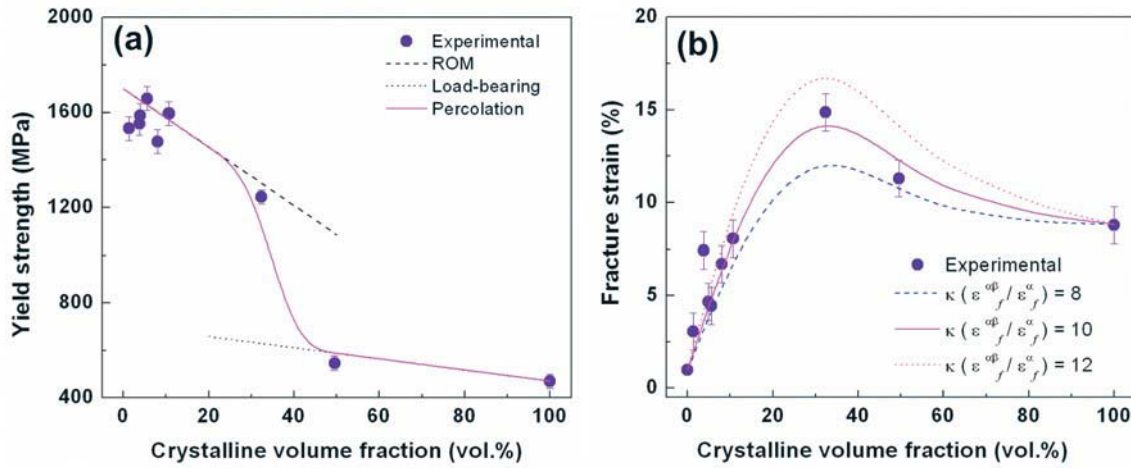 (a)
Experimental
ROM
Load-bearing
Percolation
2000
1600
1200
800
400
Yield strength (MPa)
0 20 40 60 80 100
Crystalline volume fraction (vol.%)
(b)
20
15
10
5
0
Fracture strain (%)
Experimental
κ ( ε^αβ_f / ε^α_f ) = 8
κ ( ε^αβ_f / ε^α_f ) = 10
κ ( ε^αβ_f / ε^α_f ) = 12
0 20 40 60 80 100
Crystalline volume fraction (vol.%)